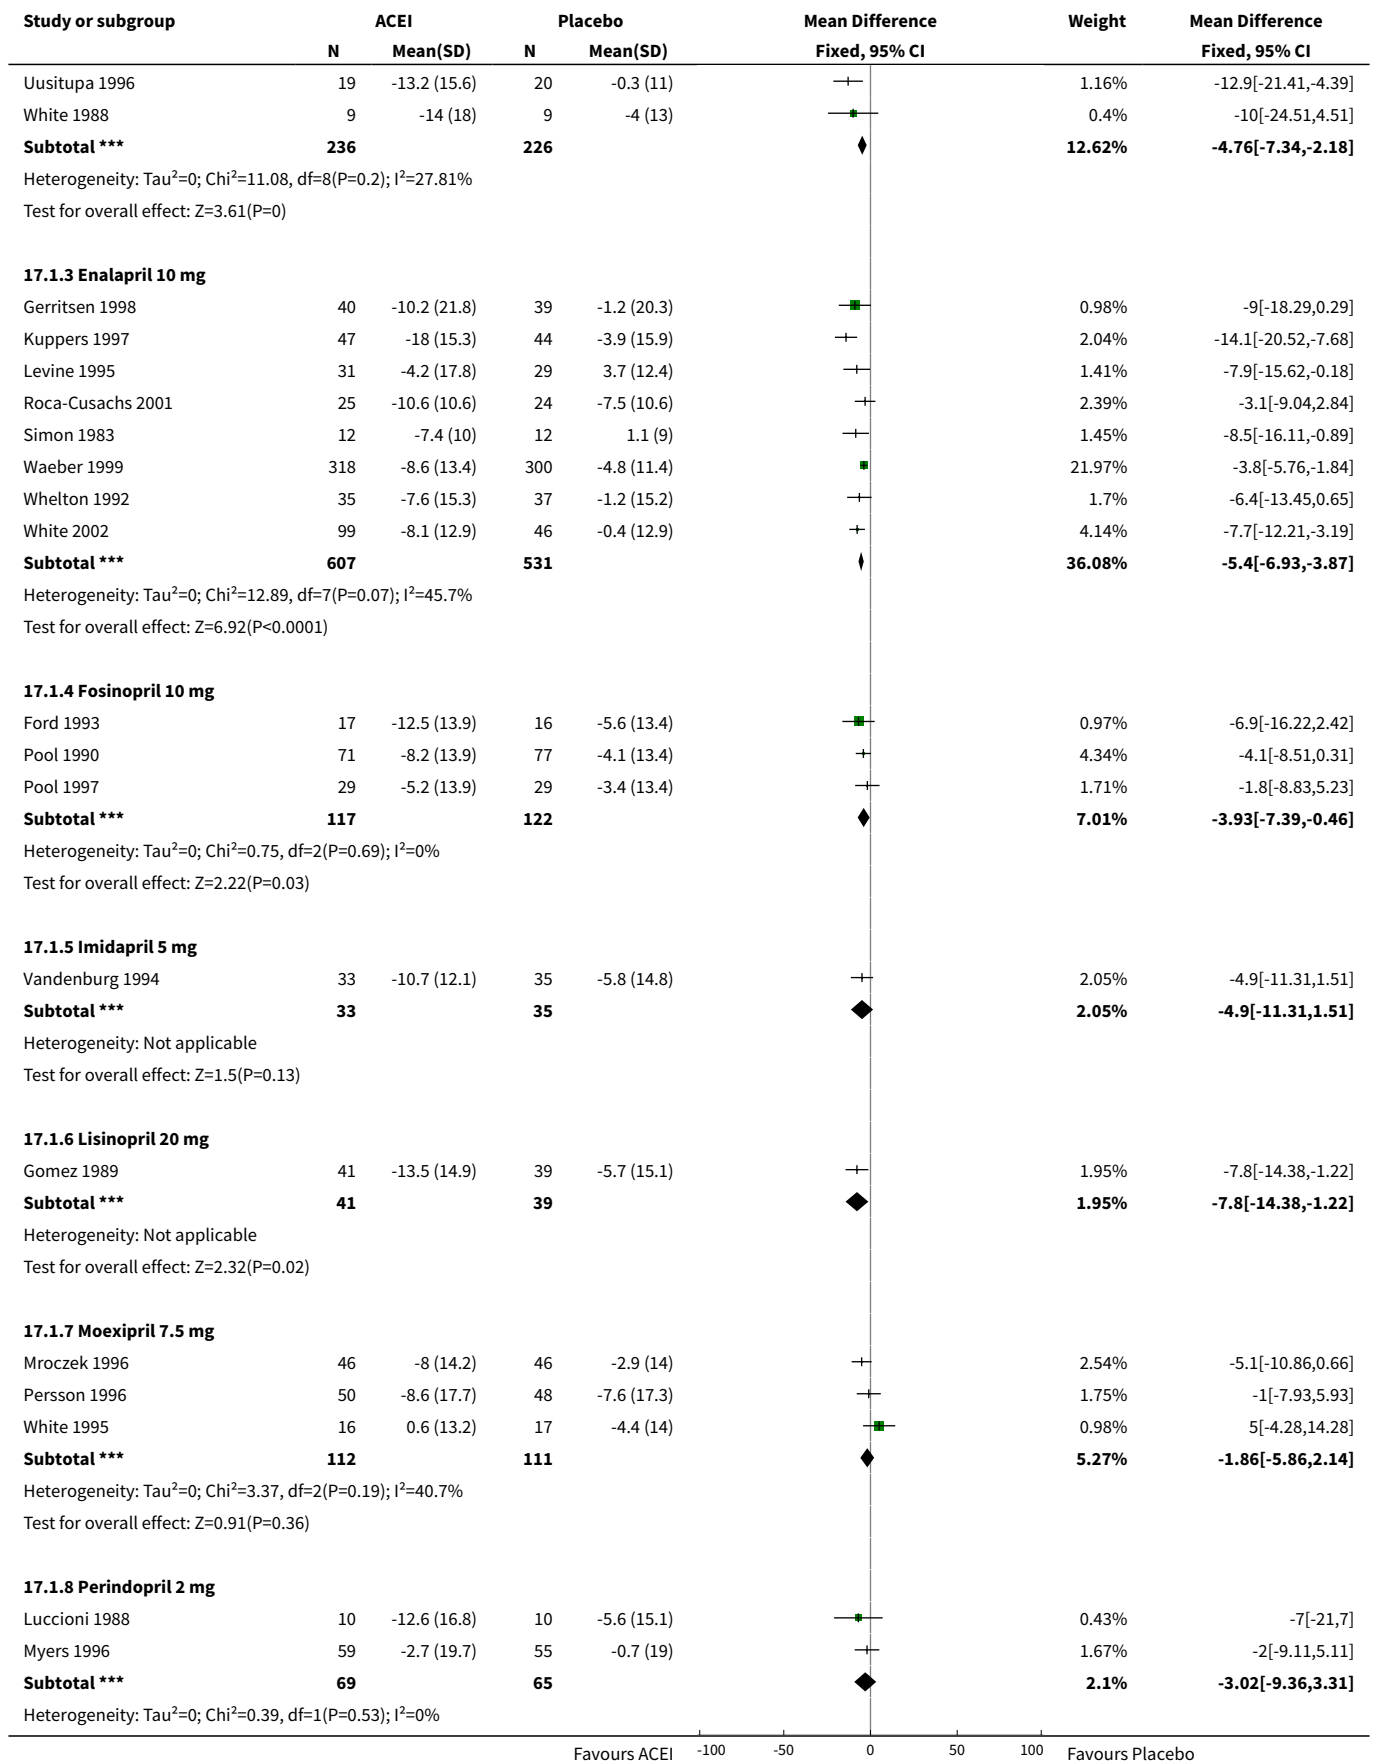 Study or subgroup ACEI Placebo Mean Difference Weight Mean Difference
N Mean(SD) N Mean(SD) Fixed, 95% CI Fixed, 95% CI
Uusitupa 1996 19 -13.2 (15.6) 20 -0.3 (11) 1.16% -12.9[-21.41,-4.39]
White 1988 9 -14 (18) 9 -4 (13) 0.4% -10[-24.51,4.51]
Subtotal *** 236 226 12.62% -4.76[-7.34,-2.18]
Heterogeneity: Tau²=0; Chi²=11.08, df=8(P=0.2); I²=27.81%
Test for overall effect: Z=3.61(P=0)
17.1.3 Enalapril 10 mg
Gerritsen 1998 40 -10.2 (21.8) 39 -1.2 (20.3) 0.98% -9[-18.29,0.29]
Kuppers 1997 47 -18 (15.3) 44 -3.9 (15.9) 2.04% -14.1[-20.52,-7.68]
Levine 1995 31 -4.2 (17.8) 29 3.7 (12.4) 1.41% -7.9[-15.62,-0.18]
Roca-Cusachs 2001 25 -10.6 (10.6) 24 -7.5 (10.6) 2.39% -3.1[-9.04,2.84]
Simon 1983 12 -7.4 (10) 12 1.1 (9) 1.45% -8.5[-16.11,-0.89]
Waeber 1999 318 -8.6 (13.4) 300 -4.8 (11.4) 21.97% -3.8[-5.76,-1.84]
Whelton 1992 35 -7.6 (15.3) 37 -1.2 (15.2) 1.7% -6.4[-13.45,0.65]
White 2002 99 -8.1 (12.9) 46 -0.4 (12.9) 4.14% -7.7[-12.21,-3.19]
Subtotal *** 607 531 36.08% -5.4[-6.93,-3.87]
Heterogeneity: Tau²=0; Chi²=12.89, df=7(P=0.07); I²=45.7%
Test for overall effect: Z=6.92(P<0.0001)
17.1.4 Fosinopril 10 mg
Ford 1993 17 -12.5 (13.9) 16 -5.6 (13.4) 0.97% -6.9[-16.22,2.42]
Pool 1990 71 -8.2 (13.9) 77 -4.1 (13.4) 4.34% -4.1[-8.51,0.31]
Pool 1997 29 -5.2 (13.9) 29 -3.4 (13.4) 1.71% -1.8[-8.83,5.23]
Subtotal *** 117 122 7.01% -3.93[-7.39,-0.46]
Heterogeneity: Tau²=0; Chi²=0.75, df=2(P=0.69); I²=0%
Test for overall effect: Z=2.22(P=0.03)
17.1.5 Imidapril 5 mg
Vandenburg 1994 33 -10.7 (12.1) 35 -5.8 (14.8) 2.05% -4.9[-11.31,1.51]
Subtotal *** 33 35 2.05% -4.9[-11.31,1.51]
Heterogeneity: Not applicable
Test for overall effect: Z=1.5(P=0.13)
17.1.6 Lisinopril 20 mg
Gomez 1989 41 -13.5 (14.9) 39 -5.7 (15.1) 1.95% -7.8[-14.38,-1.22]
Subtotal *** 41 39 1.95% -7.8[-14.38,-1.22]
Heterogeneity: Not applicable
Test for overall effect: Z=2.32(P=0.02)
17.1.7 Moexipril 7.5 mg
Mroczek 1996 46 -8 (14.2) 46 -2.9 (14) 2.54% -5.1[-10.86,0.66]
Persson 1996 50 -8.6 (17.7) 48 -7.6 (17.3) 1.75% -1[-7.93,5.93]
White 1995 16 0.6 (13.2) 17 -4.4 (14) 0.98% 5[-4.28,14.28]
Subtotal *** 112 111 5.27% -1.86[-5.86,2.14]
Heterogeneity: Tau²=0; Chi²=3.37, df=2(P=0.19); I²=40.7%
Test for overall effect: Z=0.91(P=0.36)
17.1.8 Perindopril 2 mg
Luccioni 1988 10 -12.6 (16.8) 10 -5.6 (15.1) 0.43% -7[-21,7]
Myers 1996 59 -2.7 (19.7) 55 -0.7 (19) 1.67% -2[-9.11,5.11]
Subtotal *** 69 65 2.1% -3.02[-9.36,3.31]
Heterogeneity: Tau²=0; Chi²=0.39, df=1(P=0.53); I²=0%
Favours ACEI -100 -50 0 50 100 Favours Placebo